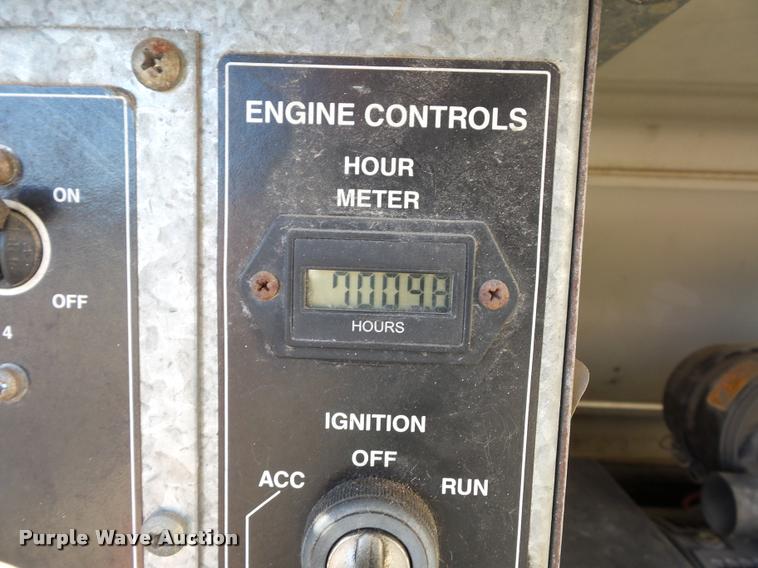 ENGINE CONTROLS
HOUR
METER
HOURS
ON
OFF
4
IGNITION
OFF
ACC
RUN
Purple Wave Auction